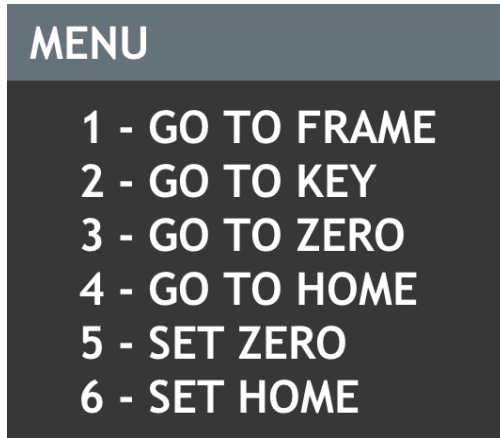 MENU
1 - GO TO FRAME
2 - GO TO KEY
3 - GO TO ZERO
4 - GO TO HOME
5 - SET ZERO
6 - SET HOME